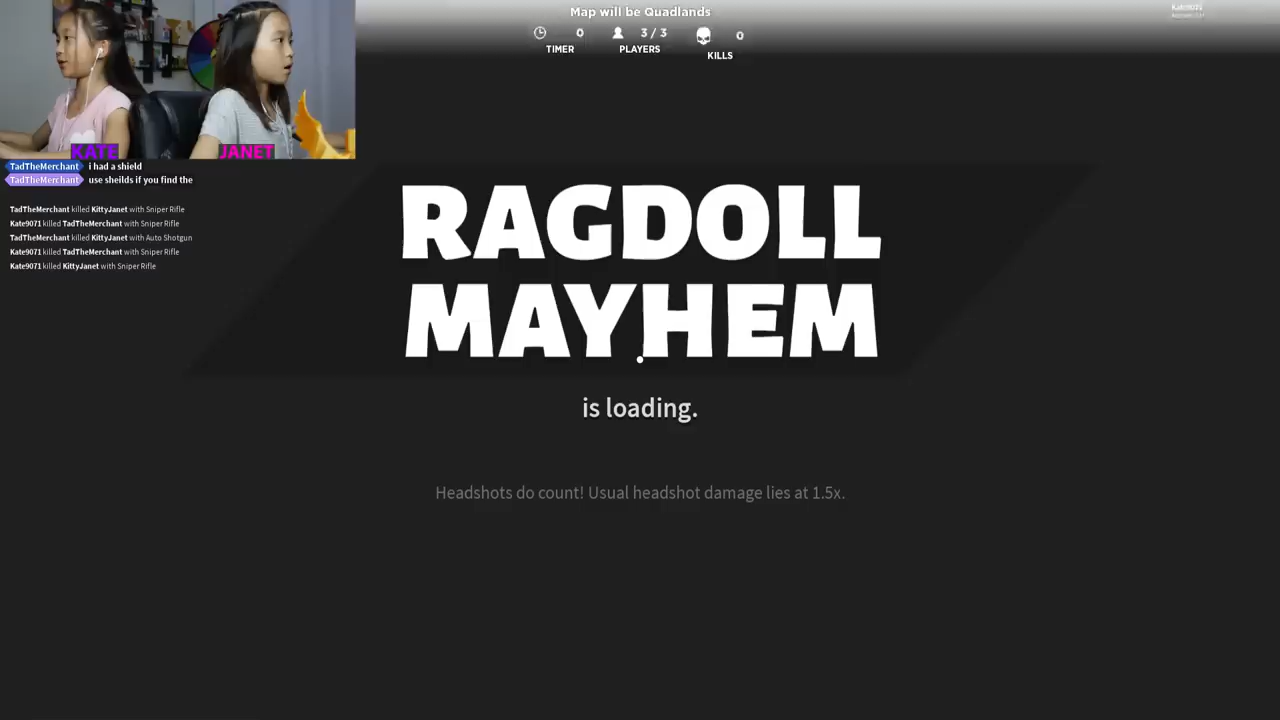 Map will be Quadlands
Kate9071
0
3 / 3
0
TIMER
PLAYERS
KILLS
KATE
JANET
TadTheMerchant i had a shield
TadTheMerchant use sheilds if you find the
TadTheMerchant killed KittyJanet with Sniper Rifle
Kate9071 killed TadTheMerchant with Sniper Rifle
TadTheMerchant killed KittyJanet with Auto Shotgun
Kate9071 killed TadTheMerchant with Sniper Rifle
Kate9071 killed KittyJanet with Sniper Rifle
RAGDOLL
MAYHEM
is loading.
Headshots do count! Usual headshot damage lies at 1.5x.